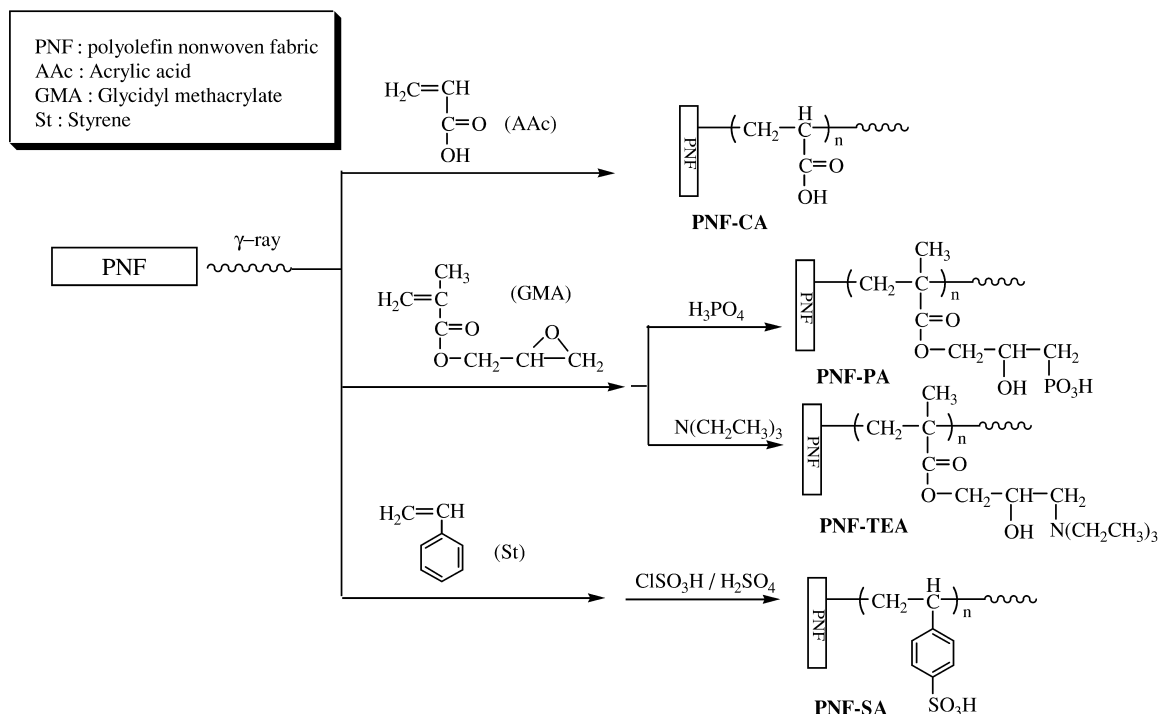 PNF : polyolefin nonwoven fabric
AAc : Acrylic acid
GMA : Glycidyl methacrylate
St : Styrene
H₂C=CH
C=O
OH
(AAc)
PNF
(CH₂-C)n
H
C=O
OH
PNF-CA
PNF
γ-ray
CH₃
H₂C=C
C=O
O-CH₂-CH-CH₂
O
(GMA)
H₃PO₄
PNF
CH₃
(CH₂-C)n
C=O
O-CH₂-CH-CH₂
OH PO₃H
PNF-PA
N(CH₂CH₃)₃
PNF
CH₃
(CH₂-C)n
C=O
O-CH₂-CH-CH₂
OH N(CH₂CH₃)₃
PNF-TEA
H₂C=CH
(St)
ClSO₃H / H₂SO₄
PNF
H
(CH₂-C)n
SO₃H
PNF-SA